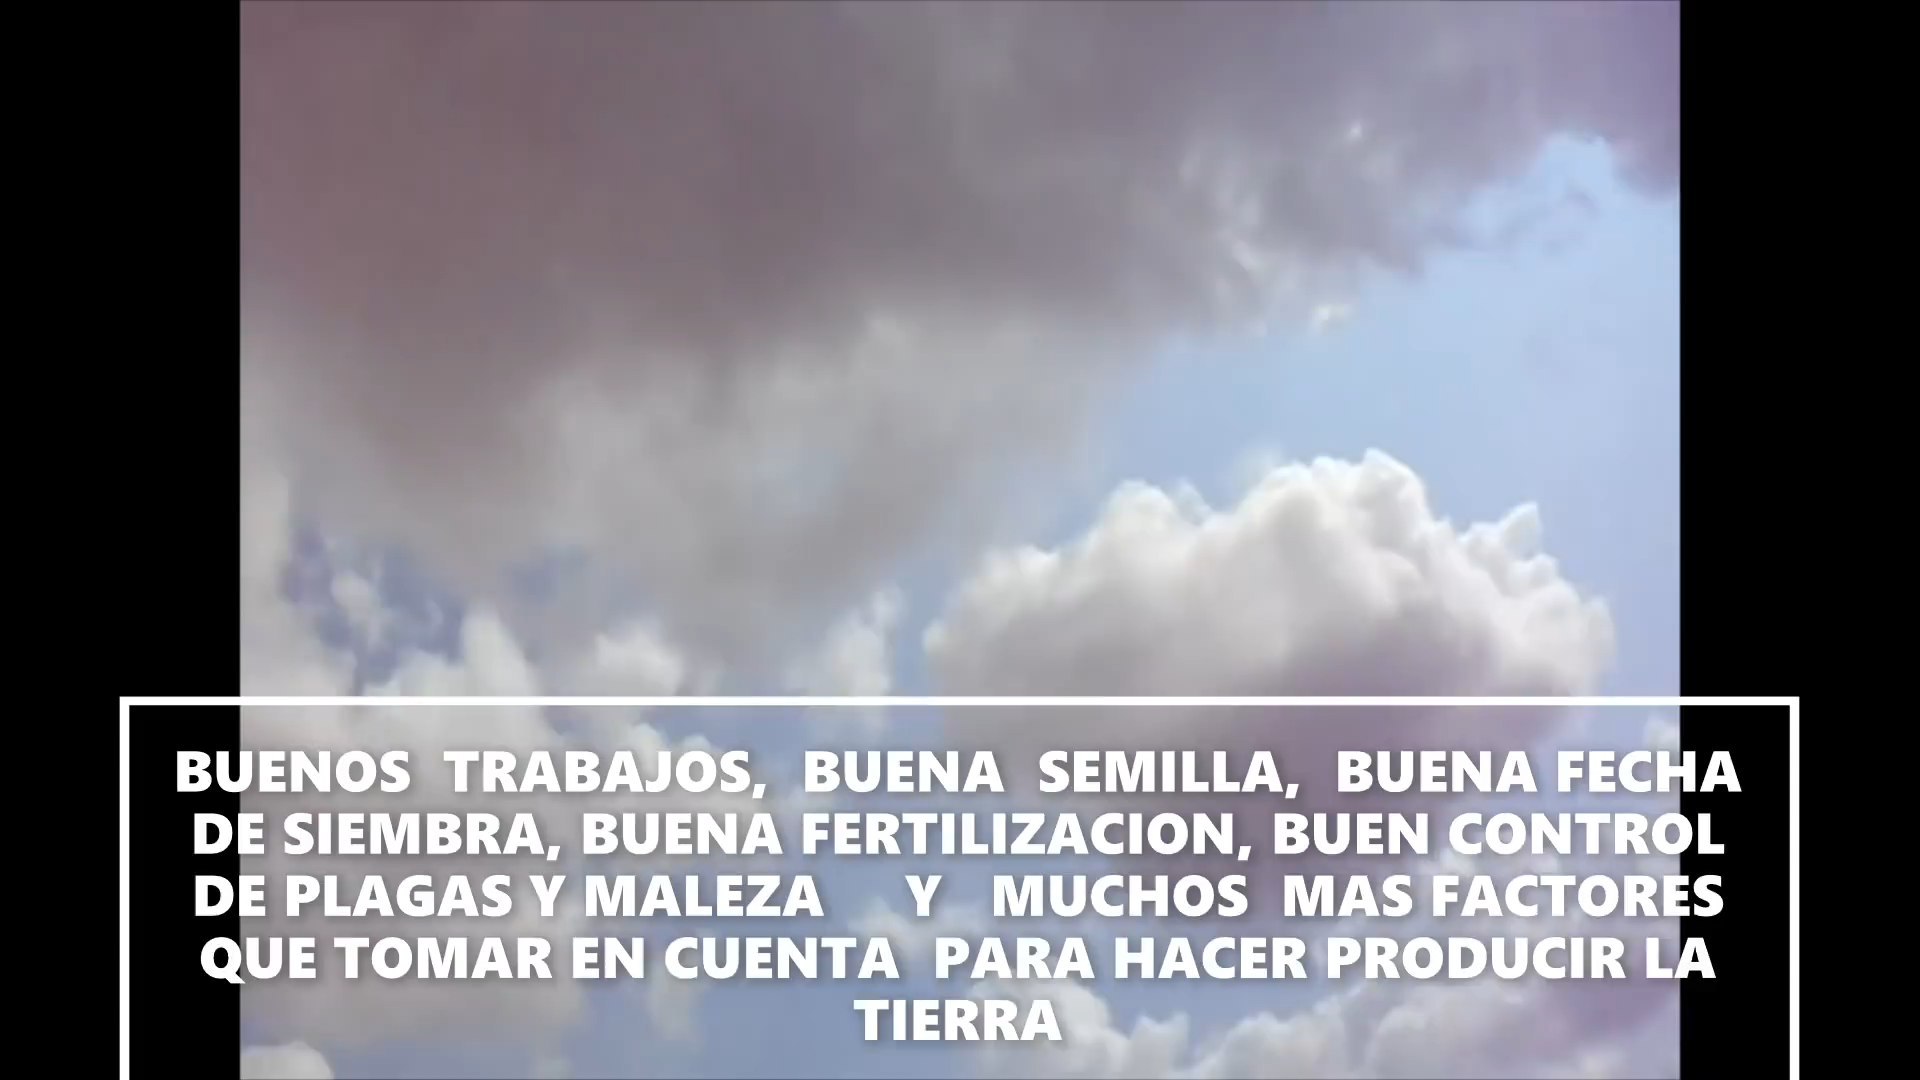 BUENOS TRABAJOS, BUENA SEMILLA, BUENA FECHA
DE SIEMBRA, BUENA FERTILIZACION, BUEN CONTROL
DE PLAGAS Y MALEZA Y MUCHOS MAS FACTORES
QUE TOMAR EN CUENTA PARA HACER PRODUCIR LA
TIERRA